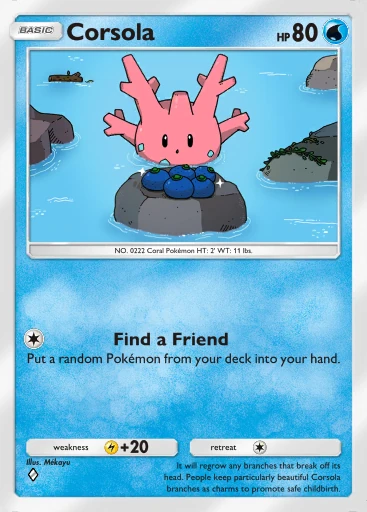 BASIC Corsola HP 80
NO. 0222 Coral Pokémon HT: 2' WT: 11 lbs.
Find a Friend
Put a random Pokémon from your deck into your hand.
weakness +20 retreat
Illus. Mékayu
It will regrow any branches that break off its
head. People keep particularly beautiful Corsola
branches as charms to promote safe childbirth.